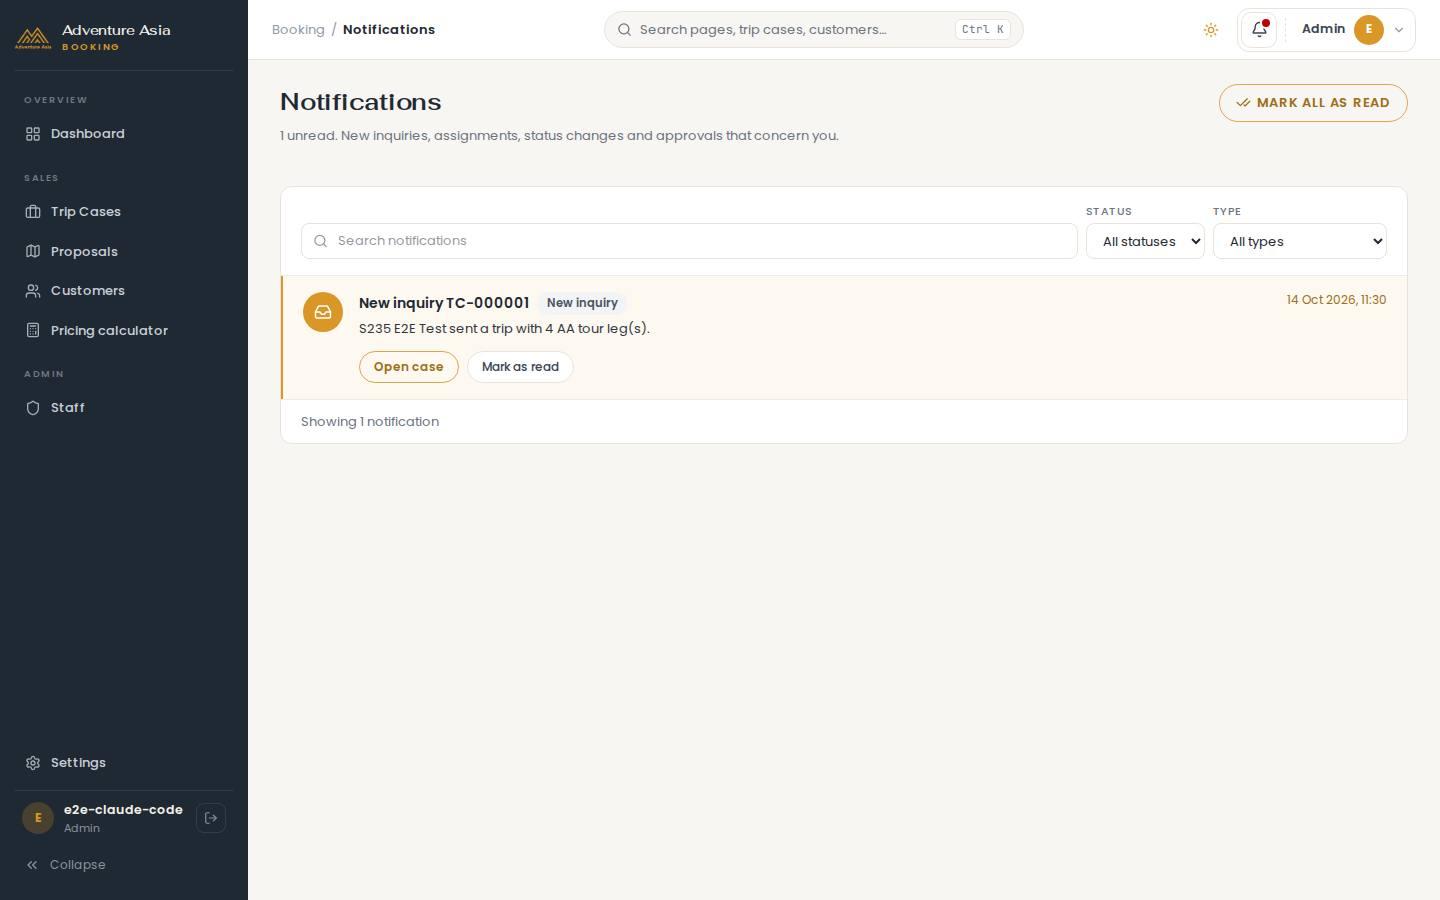 Adventure Asia
BOOKING
Adventure Asia
OVERVIEW
Dashboard
SALES
Trip Cases
Proposals
Customers
Pricing calculator
ADMIN
Staff
Settings
E
e2e-claude-code
Admin
Collapse
Booking / Notifications
Search pages, trip cases, customers...
Ctrl K
Admin
E
Notifications
MARK ALL AS READ
1 unread. New inquiries, assignments, status changes and approvals that concern you.
STATUS
TYPE
Search notifications
All statuses
All types
New inquiry TC-000001
New inquiry
14 Oct 2026, 11:30
S235 E2E Test sent a trip with 4 AA tour leg(s).
Open case
Mark as read
Showing 1 notification